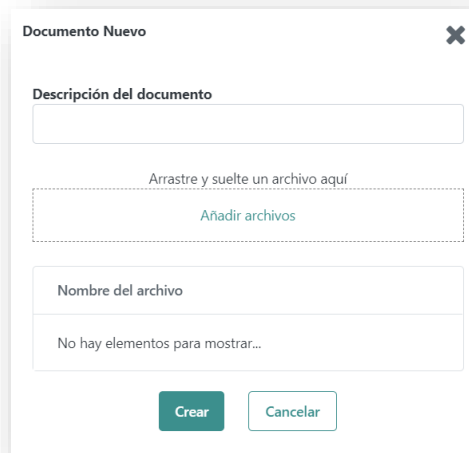 Documento Nuevo
Descripción del documento
Arrastre y suelte un archivo aquí
Añadir archivos
Nombre del archivo
No hay elementos para mostrar...
Crear
Cancelar